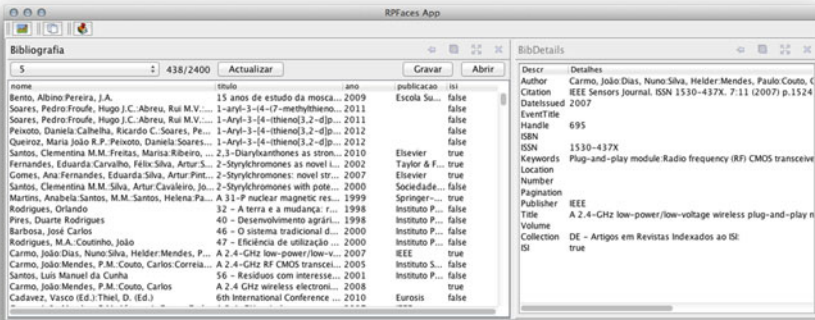 RPFaces App
Bibliografia
5 438/2400 Actualizar Gravar Abrir
nome titulo ano publicacao isi
Bento, Albino:Pereira, J.A. 15 anos de estudo da mosca... 2009 Escola Su... false
Soares, Pedro:Froufe, Hugo J.C.:Abreu, Rui M.V.:... 1-aryl-3-(4-(7-methylthieno... 2011 false
Soares, Pedro:Froufe, Hugo J.C.:Abreu, Rui M.V.:... 1-Aryl-3-[4-(thieno[3,2-d]p... 2011 false
Peixoto, Daniela:Calhelha, Ricardo C.:Soares, Pe... 1-Aryl-3-[4-(thieno[3,2-d]p... 2012 false
Queiroz, Maria João R.P.:Peixoto, Daniela:Soares... 1-Aryl-3-[4-(thieno[3,2-d]p... 2012 false
Santos, Clementina M.M.:Freitas, Marisa:Ribeiro, ... 2,3-Diarylxanthones as stron... 2010 Elsevier true
Fernandes, Eduarda:Carvalho, Félix:Silva, Artur:S... 2-Styrylchromones as novel i... 2002 Taylor & F... true
Gomes, Ana:Fernandes, Eduarda:Silva, Artur:Pint... 2-Styrylchromones: novel str... 2007 Elsevier true
Santos, Clementina M.M.:Silva, Artur:Cavaleiro, Jo... 2-Styrylchromones with pote... 2000 Sociedade... false
Martins, Anabela:Santos, M.M.:Santos, Helena:Pa... A 31-P nuclear magnetic res... 1999 Springer-... true
Rodrigues, Orlando 32 - A terra e a mudança: r... 1998 Instituto P... false
Pires, Duarte Rodrigues 40 - Desenvolvimento agrári... 1998 Instituto P... false
Barbosa, José Carlos 46 - O sistema tradicional d... 2000 Instituto P... false
Rodrigues, M.A.:Coutinho, João 47 - Eficiência de utilização ... 2000 Instituto P... false
Carmo, João:Dias, Nuno:Silva, Helder:Mendes, P... A 2.4-GHz low-power/low-v... 2007 IEEE true
Carmo, João:Mendes, P.M.:Couto, Carlos:Correia... A 2.4-GHz RF CMOS transcei... 2005 Instituto P... false
Santos, Luis Manuel da Cunha 56 - Resíduos com interesse... 2001 Instituto P... false
Carmo, João:Mendes, P.M.:Couto, Carlos A 2.4 GHz wireless electroni... 2008 true
Cadavez, Vasco (Ed.):Thiel, D. (Ed.) 6th International Conference ... 2010 Eurosis false
BibDetails
Descr Detalhes
Author Carmo, João:Dias, Nuno:Silva, Helder:Mendes, Paulo:Couto, C
Citation IEEE Sensors Journal. ISSN 1530-437X. 7:11 (2007) p.1524
DateIssued 2007
EventTitle
Handle 695
ISBN
ISSN 1530-437X
Keywords Plug-and-play module:Radio frequency (RF) CMOS transceive
Location
Number
Pagination
Publisher IEEE
Title A 2.4-GHz low-power/low-voltage wireless plug-and-play n
Volume
Collection DE - Artigos em Revistas Indexados ao ISI:
ISI true